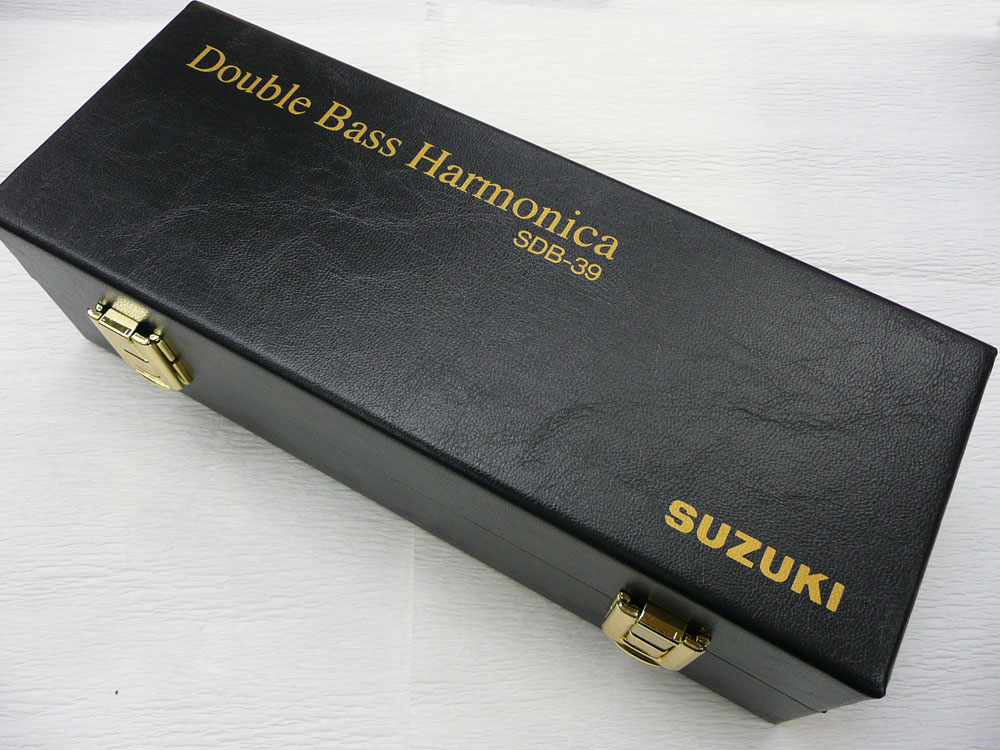 Double Bass Harmonica
SDB-39
SUZUKI